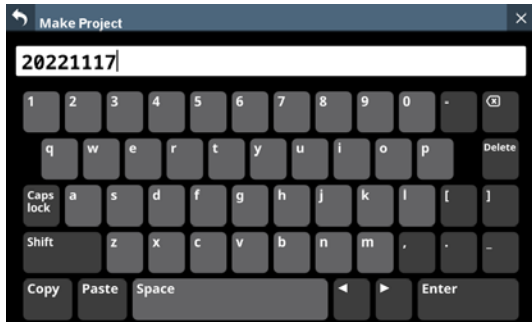 Make Project
20221117
1 2 3 4 5 6 7 8 9 0 -
q w e r t y u i o p Delete
Caps lock a s d f g h j k l [ ]
Shift z x c v b n m , . _
Copy Paste Space ◀ ▶ Enter